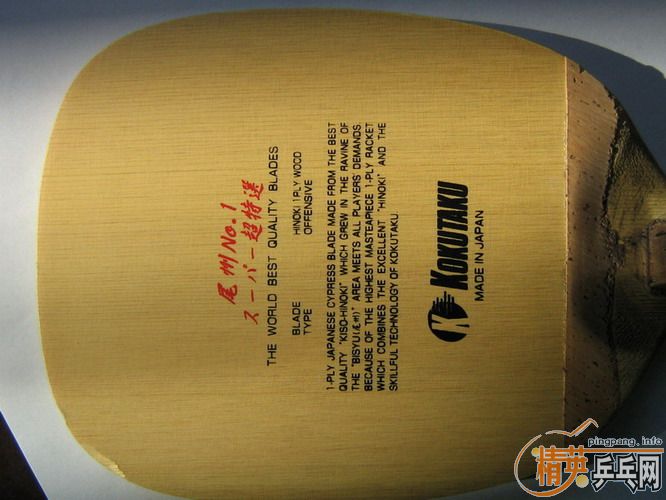 尾州No.1
スーパー超特選
THE WORLD BEST QUALITY BLADES
BLADE HINOKI 1 PLY WOOD
TYPE OFFENSIVE
1-PLY JAPANESE CYPRESS BLADE MADE FROM THE BEST
QUALITY "KISO-HINOKI" WHICH GREW IN THE RAVINE OF
THE "BISYU(尾州)" AREA MEETS ALL PLAYERS' DEMANDS
BECAUSE OF THE HIGHEST MASTEAPIECE 1-PLY RACKET
WHICH COMBINES THE EXCELLENT "HINOKI" AND THE
SKILLFUL TECHNOLOGY OF KOKUTAKU.
KOKUTAKU
MADE IN JAPAN
pingpang.info
精英乒乓网